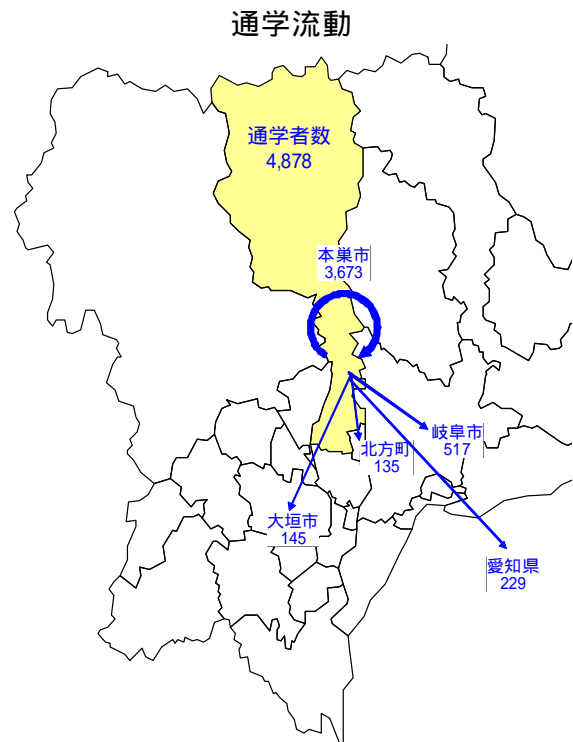 通学流動
通学者数
4,878
本巣市
3,673
岐阜市
517
北方町
135
大垣市
145
愛知県
229